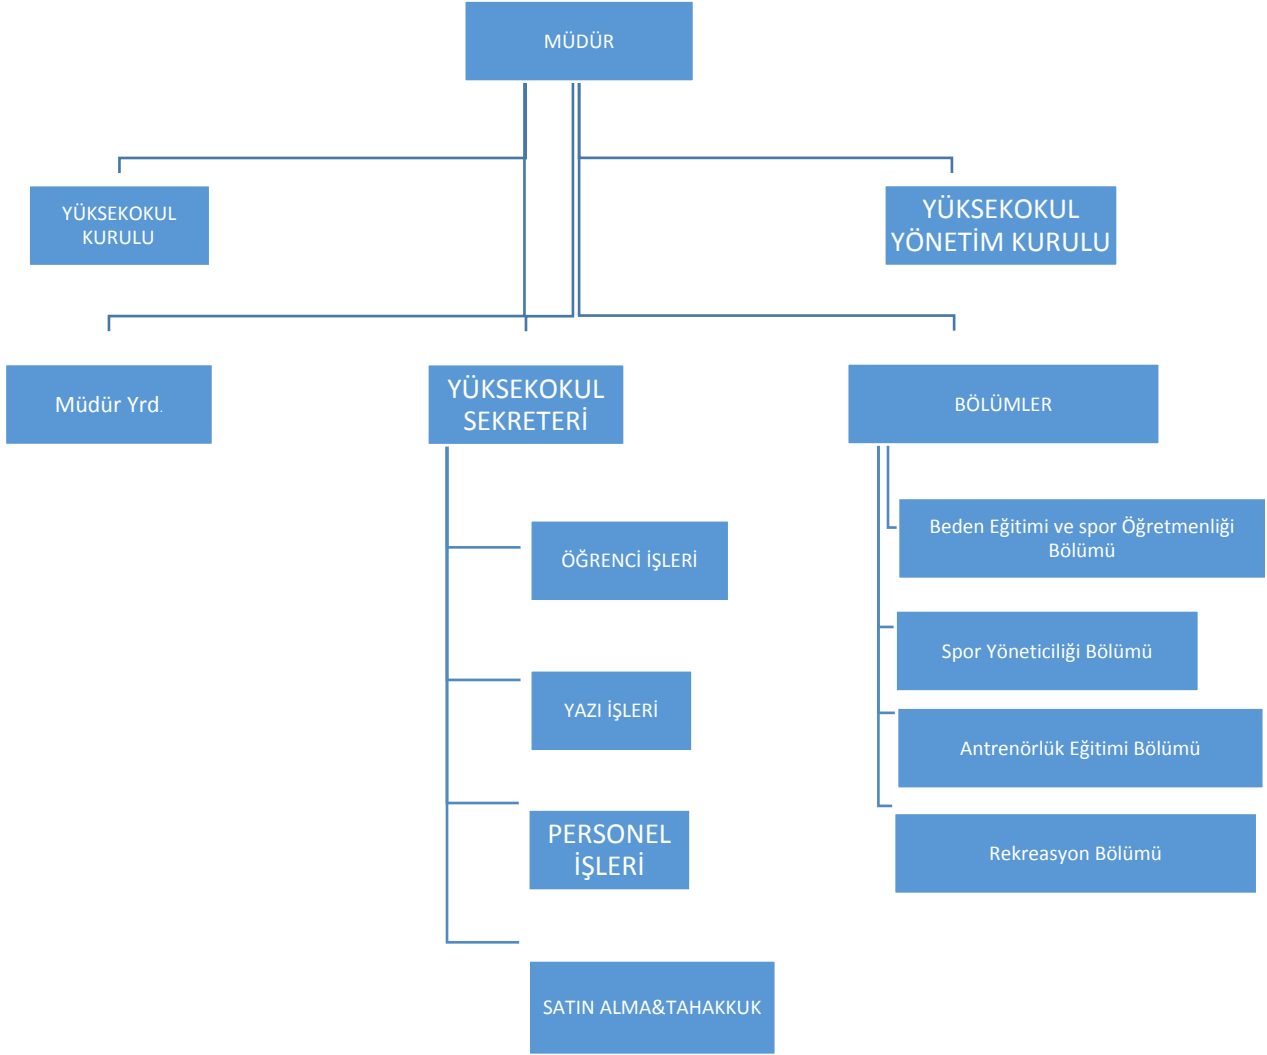 MÜDÜR
YÜKSEKOKUL
KURULU
YÜKSEKOKUL
YÖNETİM KURULU
Müdür Yrd.
YÜKSEKOKUL
SEKRETERİ
BÖLÜMLER
ÖĞRENCİ İŞLERİ
YAZI İŞLERİ
PERSONEL
İŞLERİ
SATIN ALMA&TAHAKKUK
Beden Eğitimi ve spor Öğretmenliği
Bölümü
Spor Yöneticiliği Bölümü
Antrenörlük Eğitimi Bölümü
Rekreasyon Bölümü